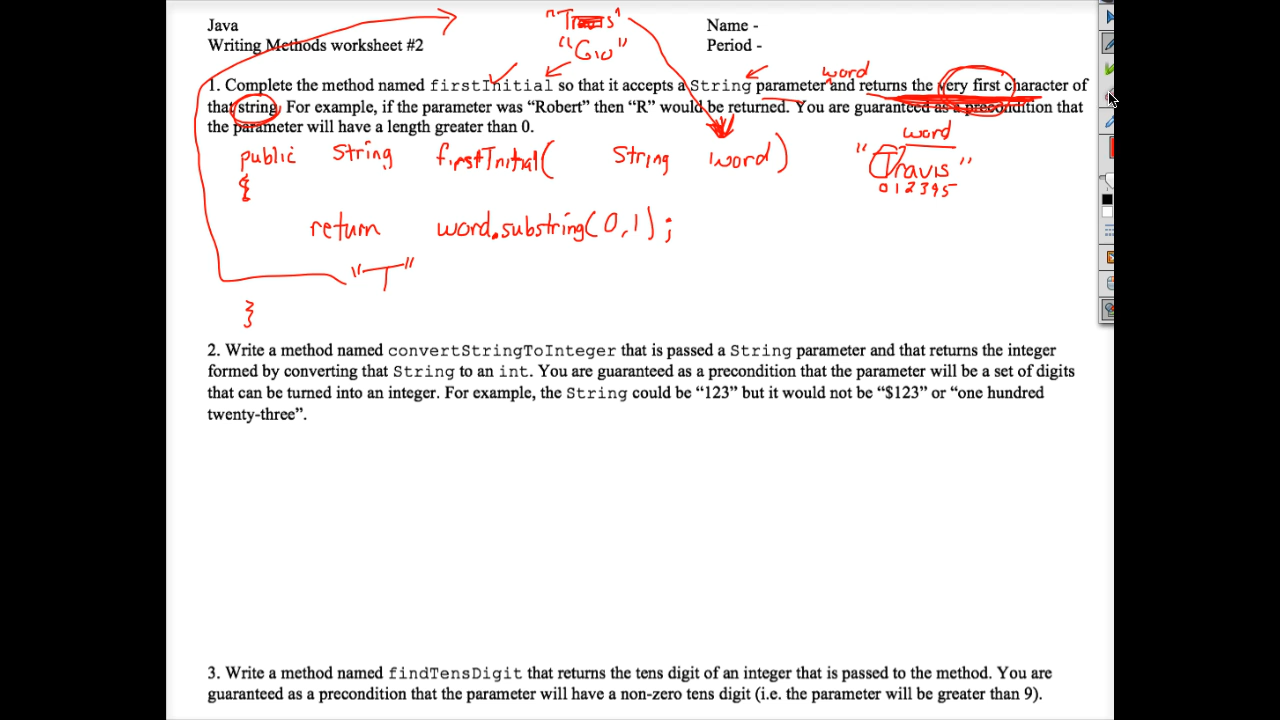 "Travis"
Java
Name -
"Gio"
Writing Methods worksheet #2
Period -
word
1. Complete the method named firstInitial so that it accepts a String parameter and returns the very first character of
that string. For example, if the parameter was “Robert” then “R” would be returned. You are guaranteed as a precondition that
the parameter will have a length greater than 0.
word
public String firstInitial( String word)
"Travis"
{
0 1 2 3 4 5
return word.substring(0,1);
"T"
}
2. Write a method named convertStringToInteger that is passed a String parameter and that returns the integer
formed by converting that String to an int. You are guaranteed as a precondition that the parameter will be a set of digits
that can be turned into an integer. For example, the String could be “123” but it would not be “$123” or “one hundred
twenty-three”.
3. Write a method named findTensDigit that returns the tens digit of an integer that is passed to the method. You are
guaranteed as a precondition that the parameter will have a non-zero tens digit (i.e. the parameter will be greater than 9).